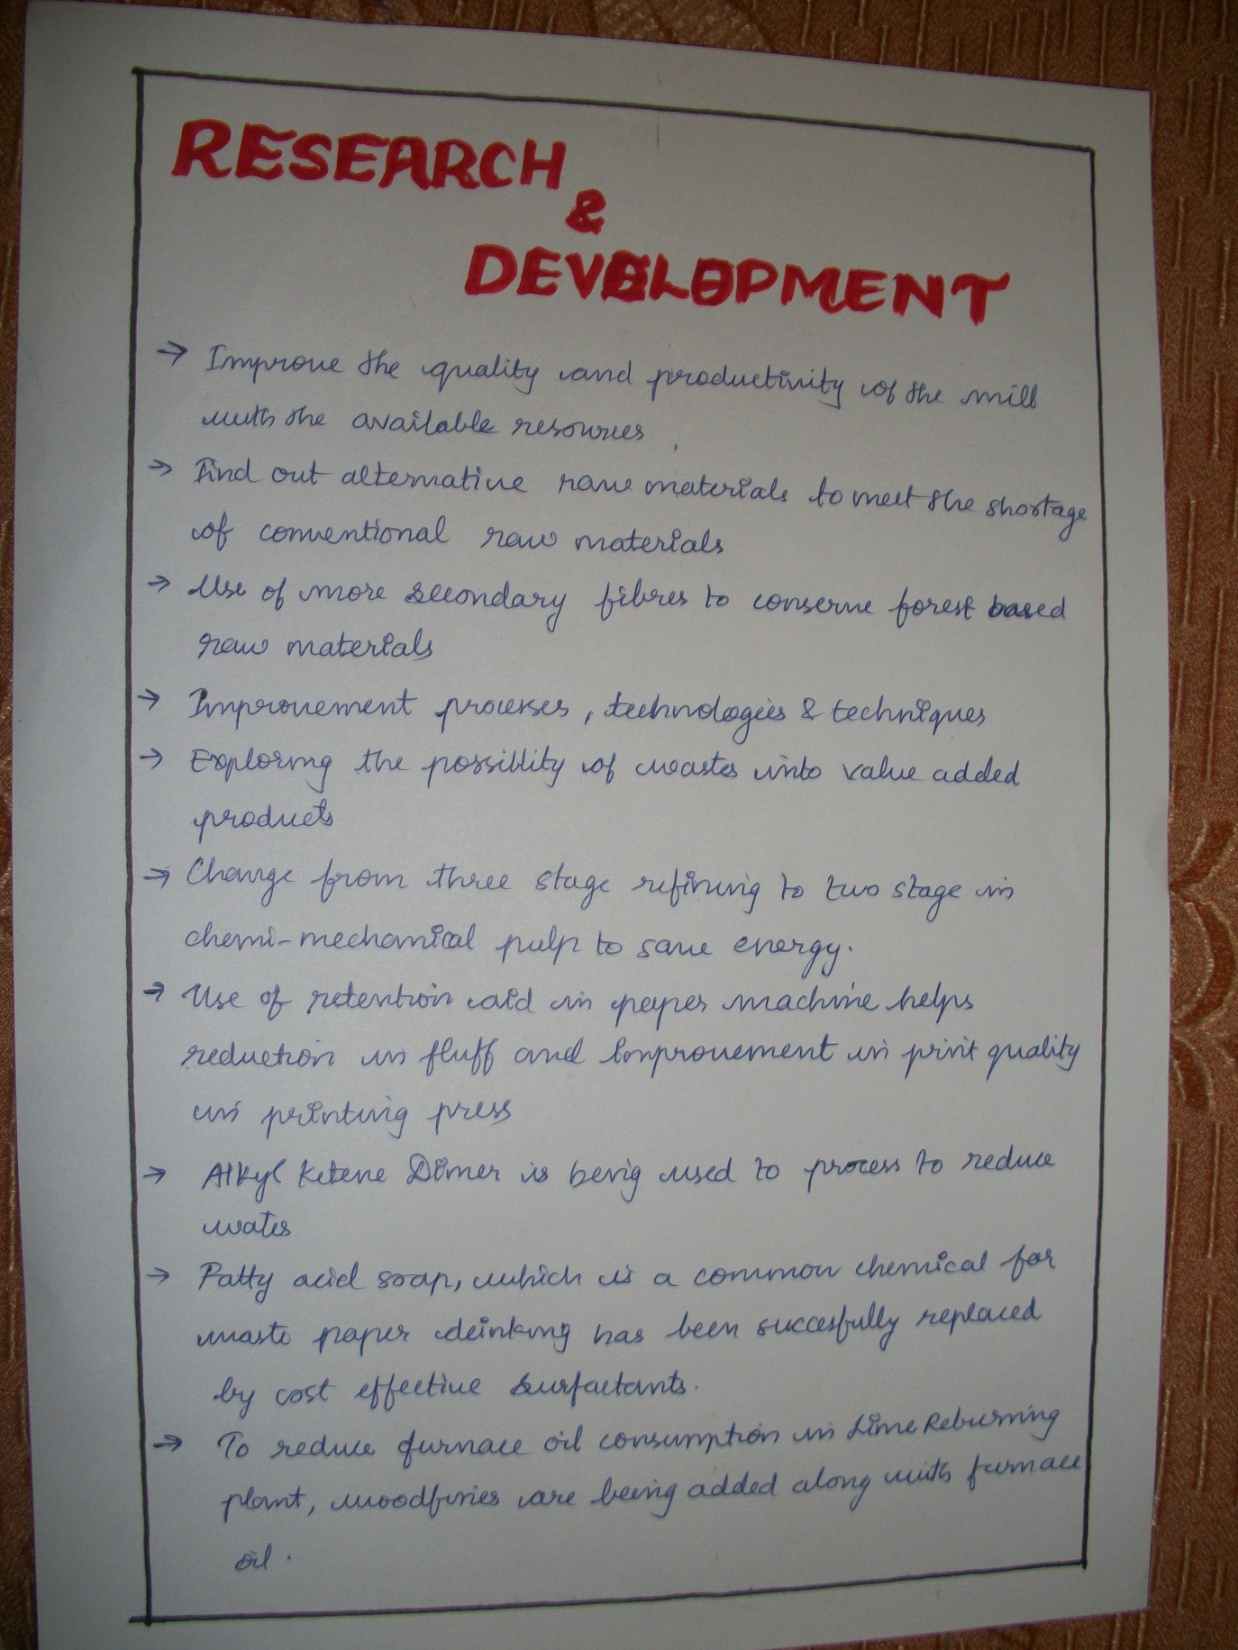 RESEARCH
&
DEVELOPMENT
→ Improve the quality and productivity of the mill
with the available resources
→ Find out alternative raw materials to meet the shortage
of conventional raw materials
→ Use of more secondary fibres to conserve forest based
raw materials
→ Improvement processes, technologies & techniques
→ Exploring the possiblity of wastes into value added
products
→ Change from three stage refining to two stage in
chemi-mechanical pulp to save energy.
→ Use of retention aid in paper machine helps
reduction in fluff and improvement in print quality
in printing press
→ Alkyl Ketene Dimer is being used to process to reduce
water
→ Fatty acid soap, which is a common chemical for
waste paper deinking has been succesfully replaced
by cost effective surfactants.
→ To reduce furnace oil consumption in Lime Reburning
plant, woodfines are being added along with furnace
oil.